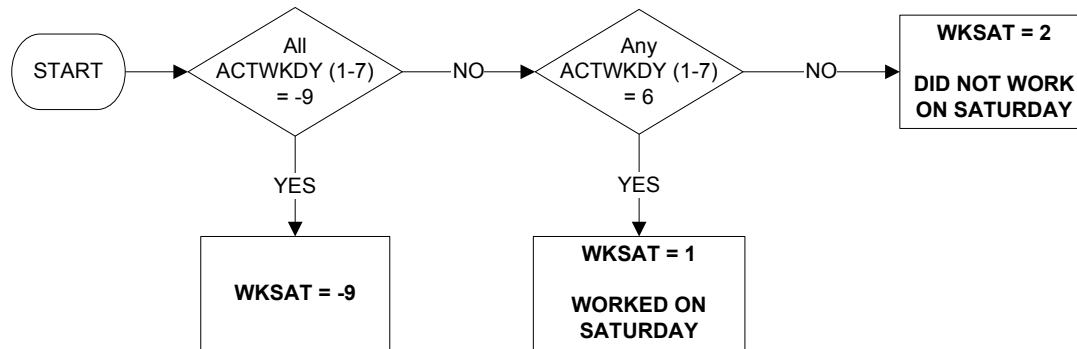 START
All
ACTWKDY (1-7)
= -9
NO
Any
ACTWKDY (1-7)
= 6
NO
WKSAT = 2
DID NOT WORK
ON SATURDAY
YES
YES
WKSAT = -9
WKSAT = 1
WORKED ON
SATURDAY